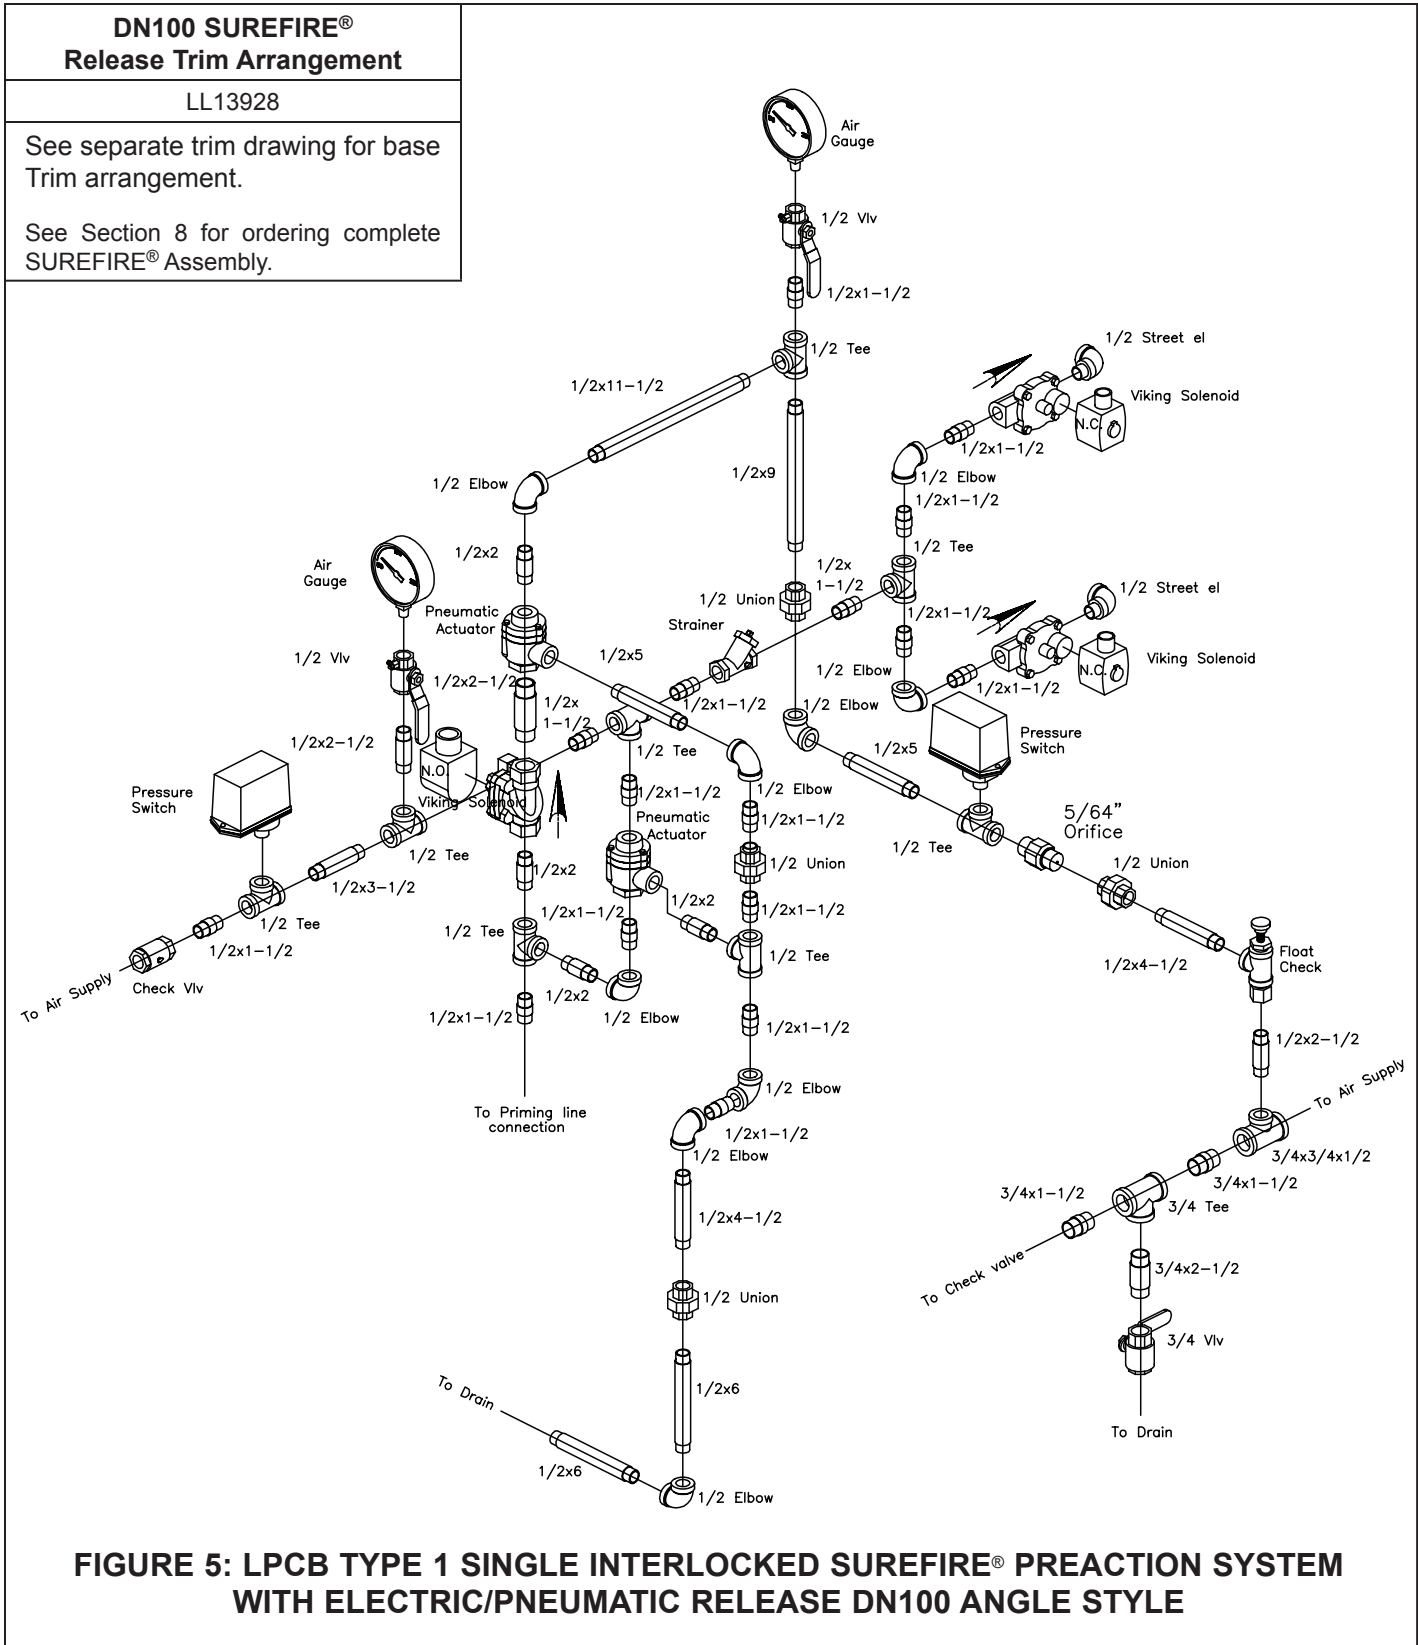 DN100 SUREFIRE®
Release Trim Arrangement
LL13928
See separate trim drawing for base
Trim arrangement.
See Section 8 for ordering complete
SUREFIRE® Assembly.
Air
Gauge
1/2 Vlv
1/2x1-1/2
1/2 Tee
1/2 Street el
1/2x11-1/2
Viking Solenoid
N.C.
1/2x1-1/2
1/2x9
1/2 Elbow
1/2 Elbow
1/2x1-1/2
1/2x2
1/2 Tee
Air
Gauge
1/2x
1-1/2
1/2 Street el
1/2 Union
Pneumatic
Actuator
1/2x1-1/2
Strainer
1/2 Vlv
1/2x5
1/2 Elbow
Viking Solenoid
N.C.
1/2x2-1/2
1/2x1-1/2
1/2x1-1/2
1/2x
1-1/2
1/2 Elbow
Pressure
Switch
1/2x2-1/2
1/2 Tee
1/2x5
N.O.
Viking Solenoid
Pressure
Switch
1/2x1-1/2
1/2 Elbow
Pneumatic
Actuator
1/2x1-1/2
5/64”
Orifice
1/2 Tee
1/2 Tee
1/2 Union
1/2 Union
1/2x2
1/2x3-1/2
1/2x2
1/2x1-1/2
1/2x1-1/2
1/2 Tee
1/2 Tee
1/2x1-1/2
1/2 Tee
Float
Check
1/2x4-1/2
To Air Supply
Check Vlv
1/2x2
1/2x1-1/2
1/2 Elbow
1/2x1-1/2
1/2x2-1/2
To Air Supply
1/2 Elbow
To Priming line
connection
1/2x1-1/2
1/2 Elbow
3/4x3/4x1/2
3/4x1-1/2
3/4x1-1/2
3/4 Tee
1/2x4-1/2
To Check valve
3/4x2-1/2
1/2 Union
3/4 Vlv
To Drain
1/2x6
To Drain
1/2x6
1/2 Elbow
FIGURE 5: LPCB TYPE 1 SINGLE INTERLOCKED SUREFIRE® PREACTION SYSTEM
WITH ELECTRIC/PNEUMATIC RELEASE DN100 ANGLE STYLE